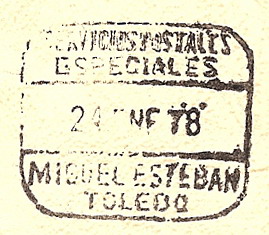 SERVICIOS POSTALES
ESPECIALES
24 ENE 78
MIGUEL ESTEBAN
TOLEDO